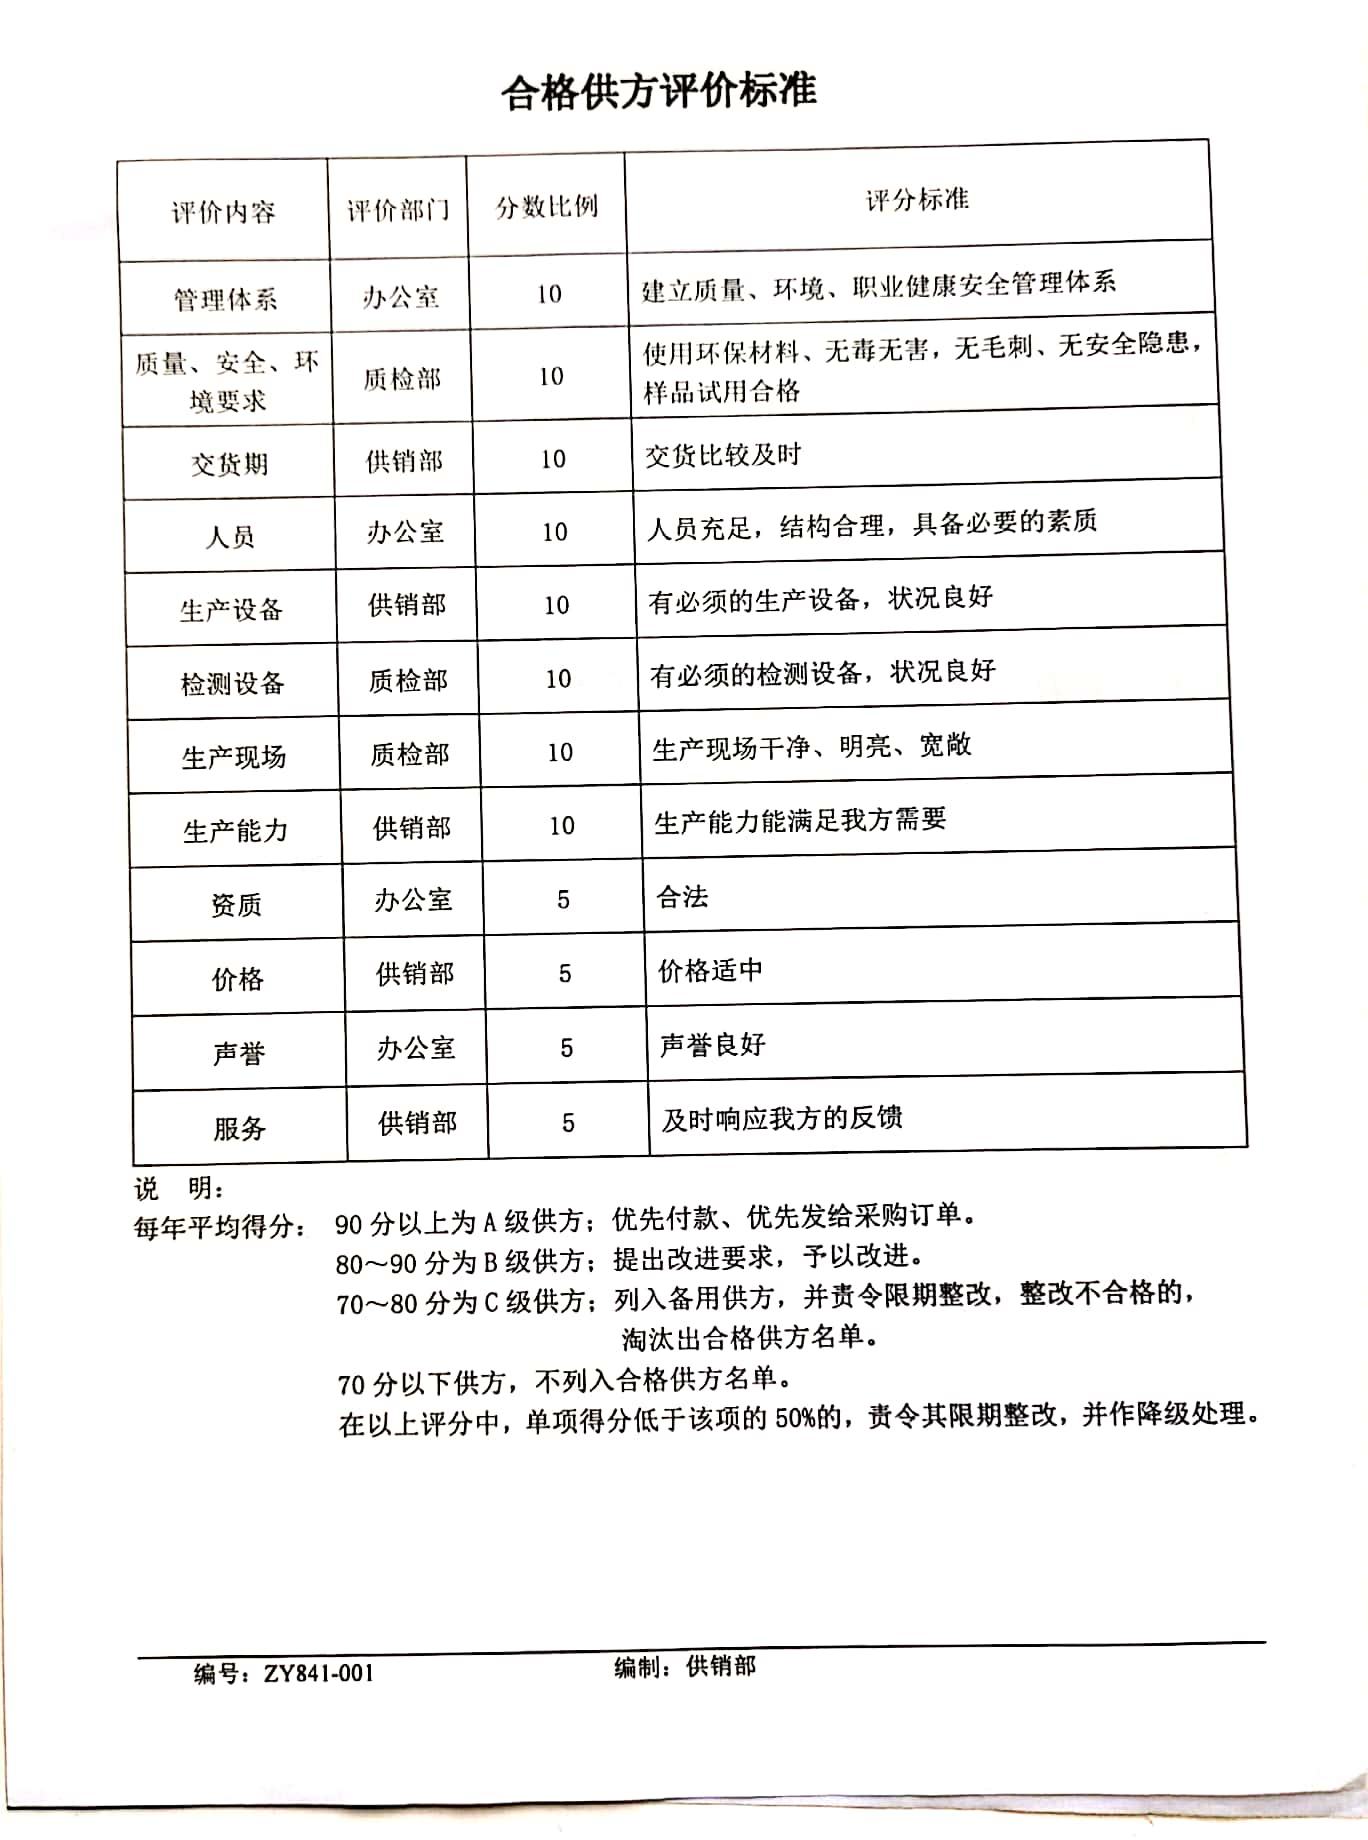 合格供方评价标准
评价内容 评价部门 分数比例 评分标准
管理体系 办公室 10 建立质量、环境、职业健康安全管理体系
质量、安全、环
境要求 质检部 10 使用环保材料、无毒无害，无毛刺、无安全隐患，
样品试用合格
交货期 供销部 10 交货比较及时
人员 办公室 10 人员充足，结构合理，具备必要的素质
生产设备 供销部 10 有必须的生产设备，状况良好
检测设备 质检部 10 有必须的检测设备，状况良好
生产现场 质检部 10 生产现场干净、明亮、宽敞
生产能力 供销部 10 生产能力能满足我方需要
资质 办公室 5 合法
价格 供销部 5 价格适中
声誉 办公室 5 声誉良好
服务 供销部 5 及时响应我方的反馈
说 明：
每年平均得分： 90分以上为A级供方；优先付款、优先发给采购订单。
80～90分为B级供方；提出改进要求，予以改进。
70～80分为C级供方；列入备用供方，并责令限期整改，整改不合格的，
淘汰出合格供方名单。
70分以下供方，不列入合格供方名单。
在以上评分中，单项得分低于该项的50%的，责令其限期整改，并作降级处理。
编号：ZY841-001 编制：供销部